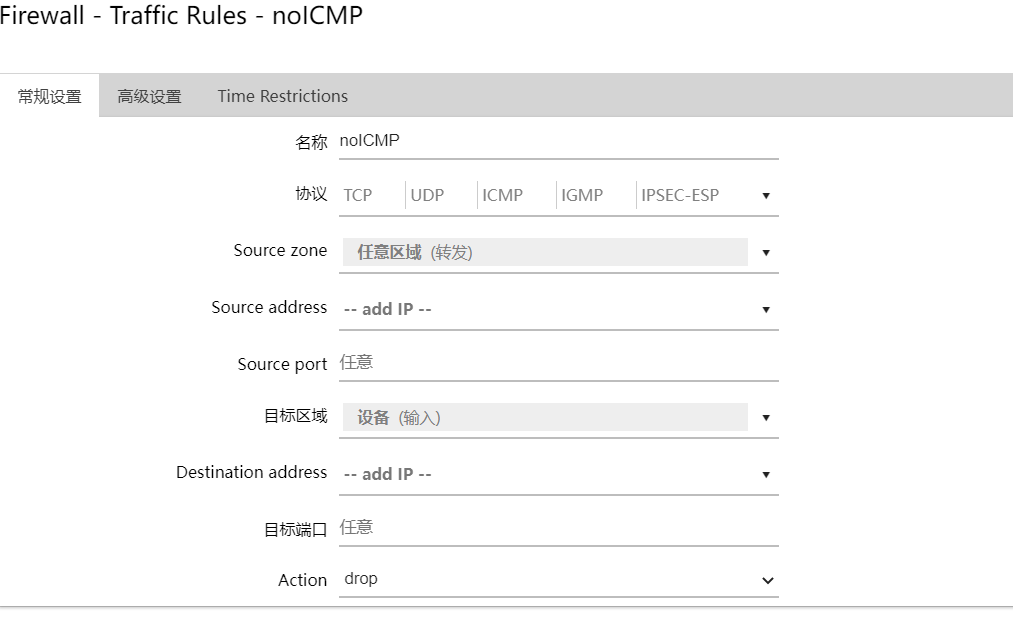 Firewall - Traffic Rules - noICMP
常规设置 高级设置 Time Restrictions
名称 noICMP
协议 TCP UDP ICMP IGMP IPSEC-ESP
Source zone 任意区域 (转发)
Source address -- add IP --
Source port 任意
目标区域 设备 (输入)
Destination address -- add IP --
目标端口 任意
Action drop